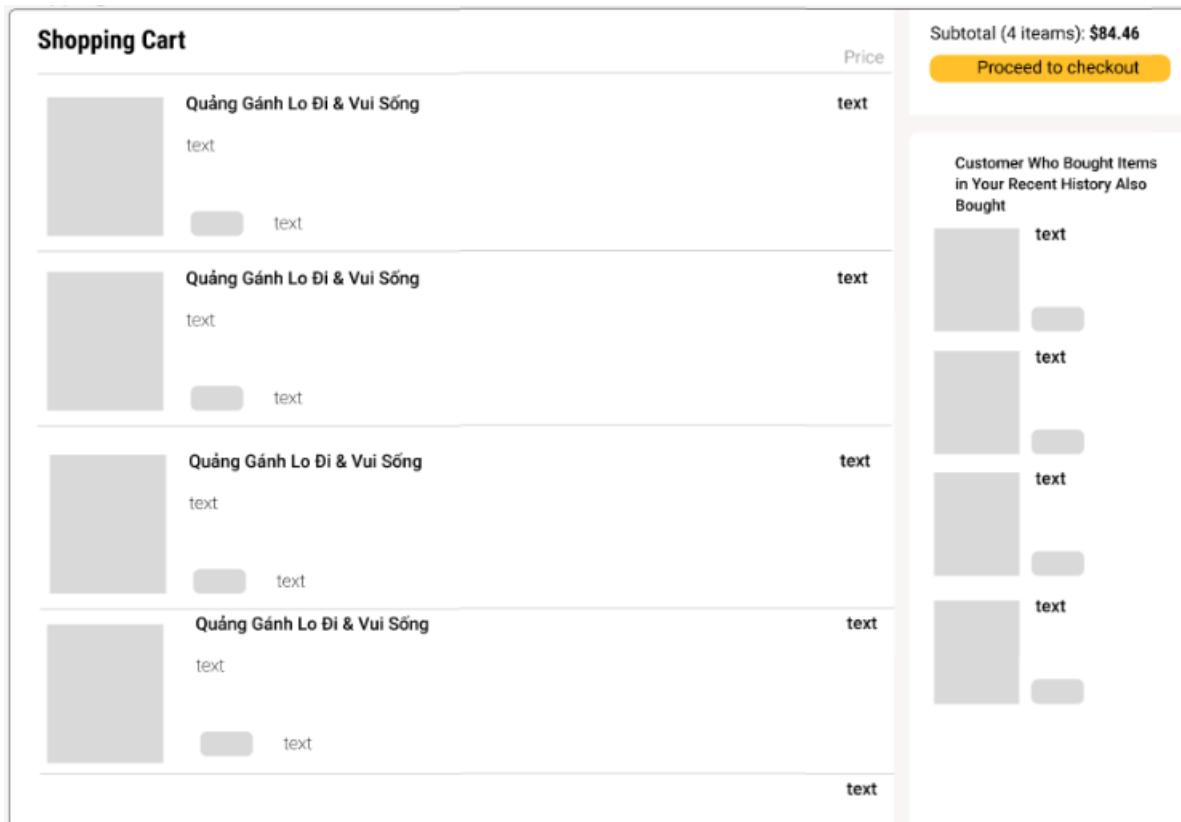 Shopping Cart
Price
Quảng Gánh Lo Đi & Vui Sống
text
text
text
Quảng Gánh Lo Đi & Vui Sống
text
text
text
Quảng Gánh Lo Đi & Vui Sống
text
text
text
Quảng Gánh Lo Đi & Vui Sống
text
text
text
text
Subtotal (4 iteams): $84.46
Proceed to checkout
Customer Who Bought Items
in Your Recent History Also
Bought
text
text
text
text